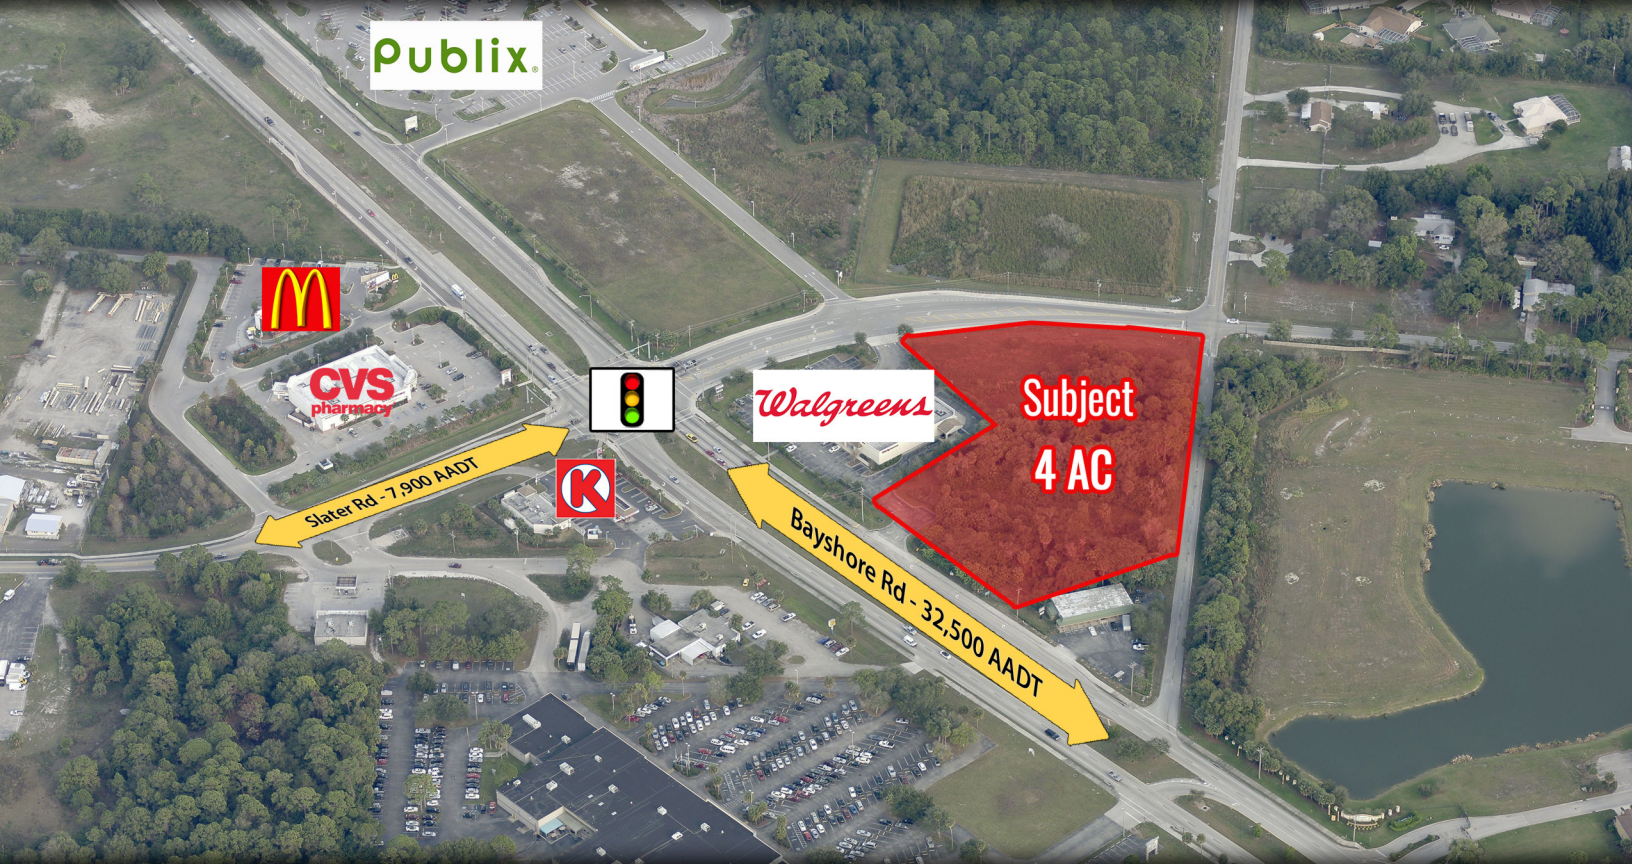 Publix®
CVS
pharmacy
Walgreens
Subject
4 AC
Slater Rd - 7,900 AADT
K
Bayshore Rd - 32,500 AADT